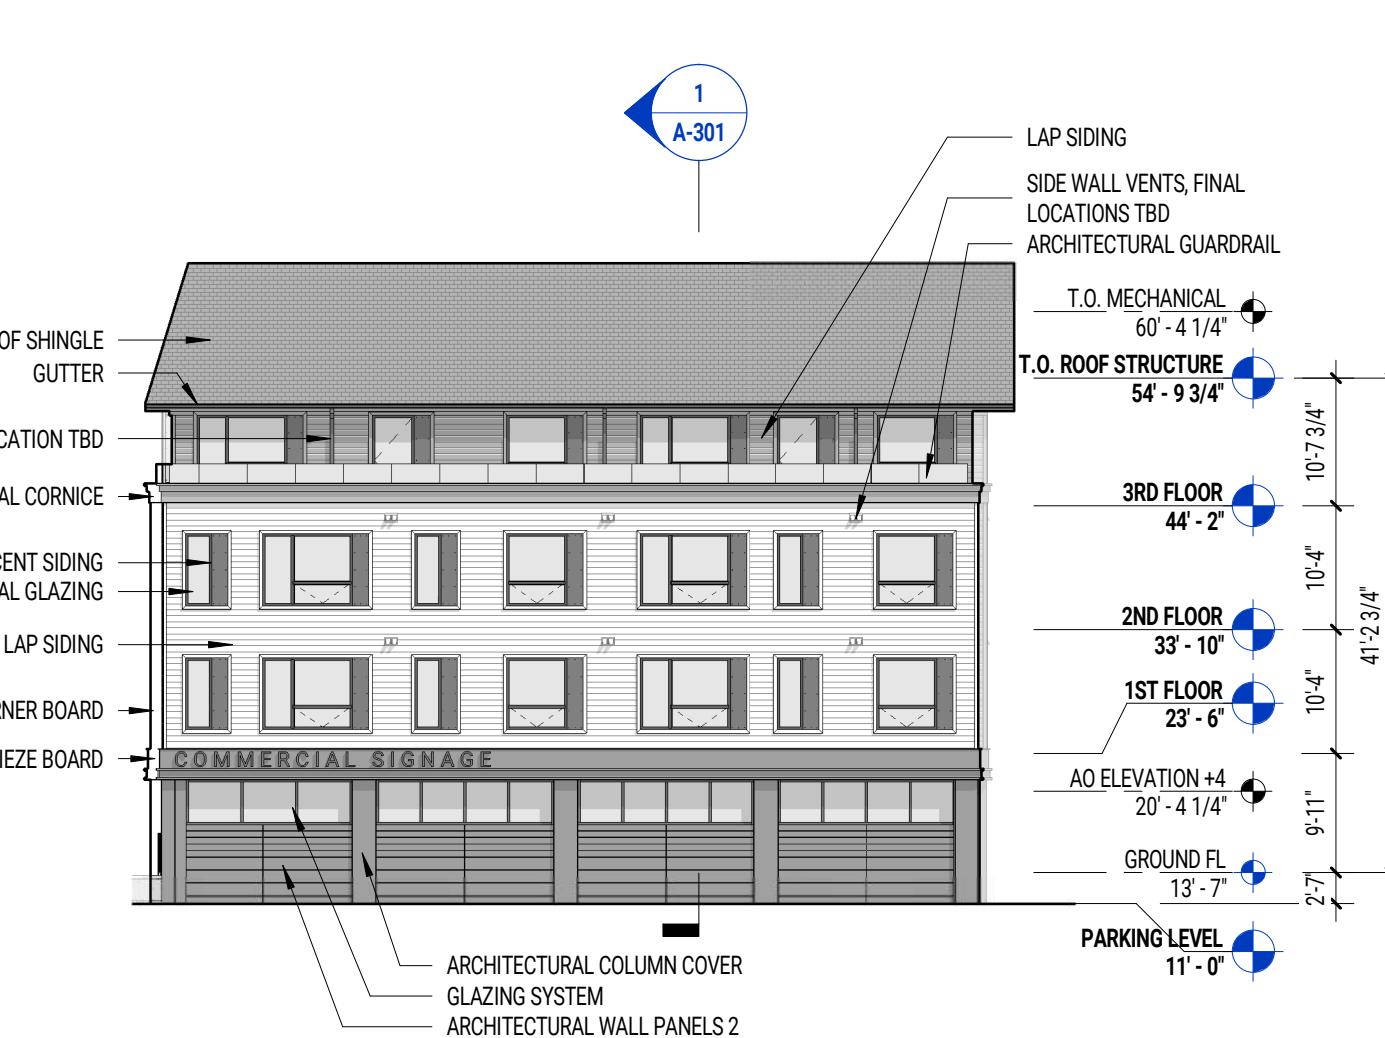 1
A-301
LAP SIDING
SIDE WALL VENTS, FINAL
LOCATIONS TBD
ARCHITECTURAL GUARDRAIL
T.O. MECHANICAL
60' - 4 1/4"
OF SHINGLE
GUTTER
T.O. ROOF STRUCTURE
54' - 9 3/4"
10'-7 3/4"
CATION TBD
AL CORNICE
3RD FLOOR
44' - 2"
CENT SIDING
AL GLAZING
10'-4"
LAP SIDING
2ND FLOOR
33' - 10"
41'-2 3/4"
RNER BOARD
1ST FLOOR
23' - 6"
10'-4"
IEZE BOARD
COMMERCIAL SIGNAGE
AO ELEVATION +4
20' - 4 1/4"
9'-11"
GROUND FL
13' - 7"
2'-7"
PARKING LEVEL
11' - 0"
ARCHITECTURAL COLUMN COVER
GLAZING SYSTEM
ARCHITECTURAL WALL PANELS 2